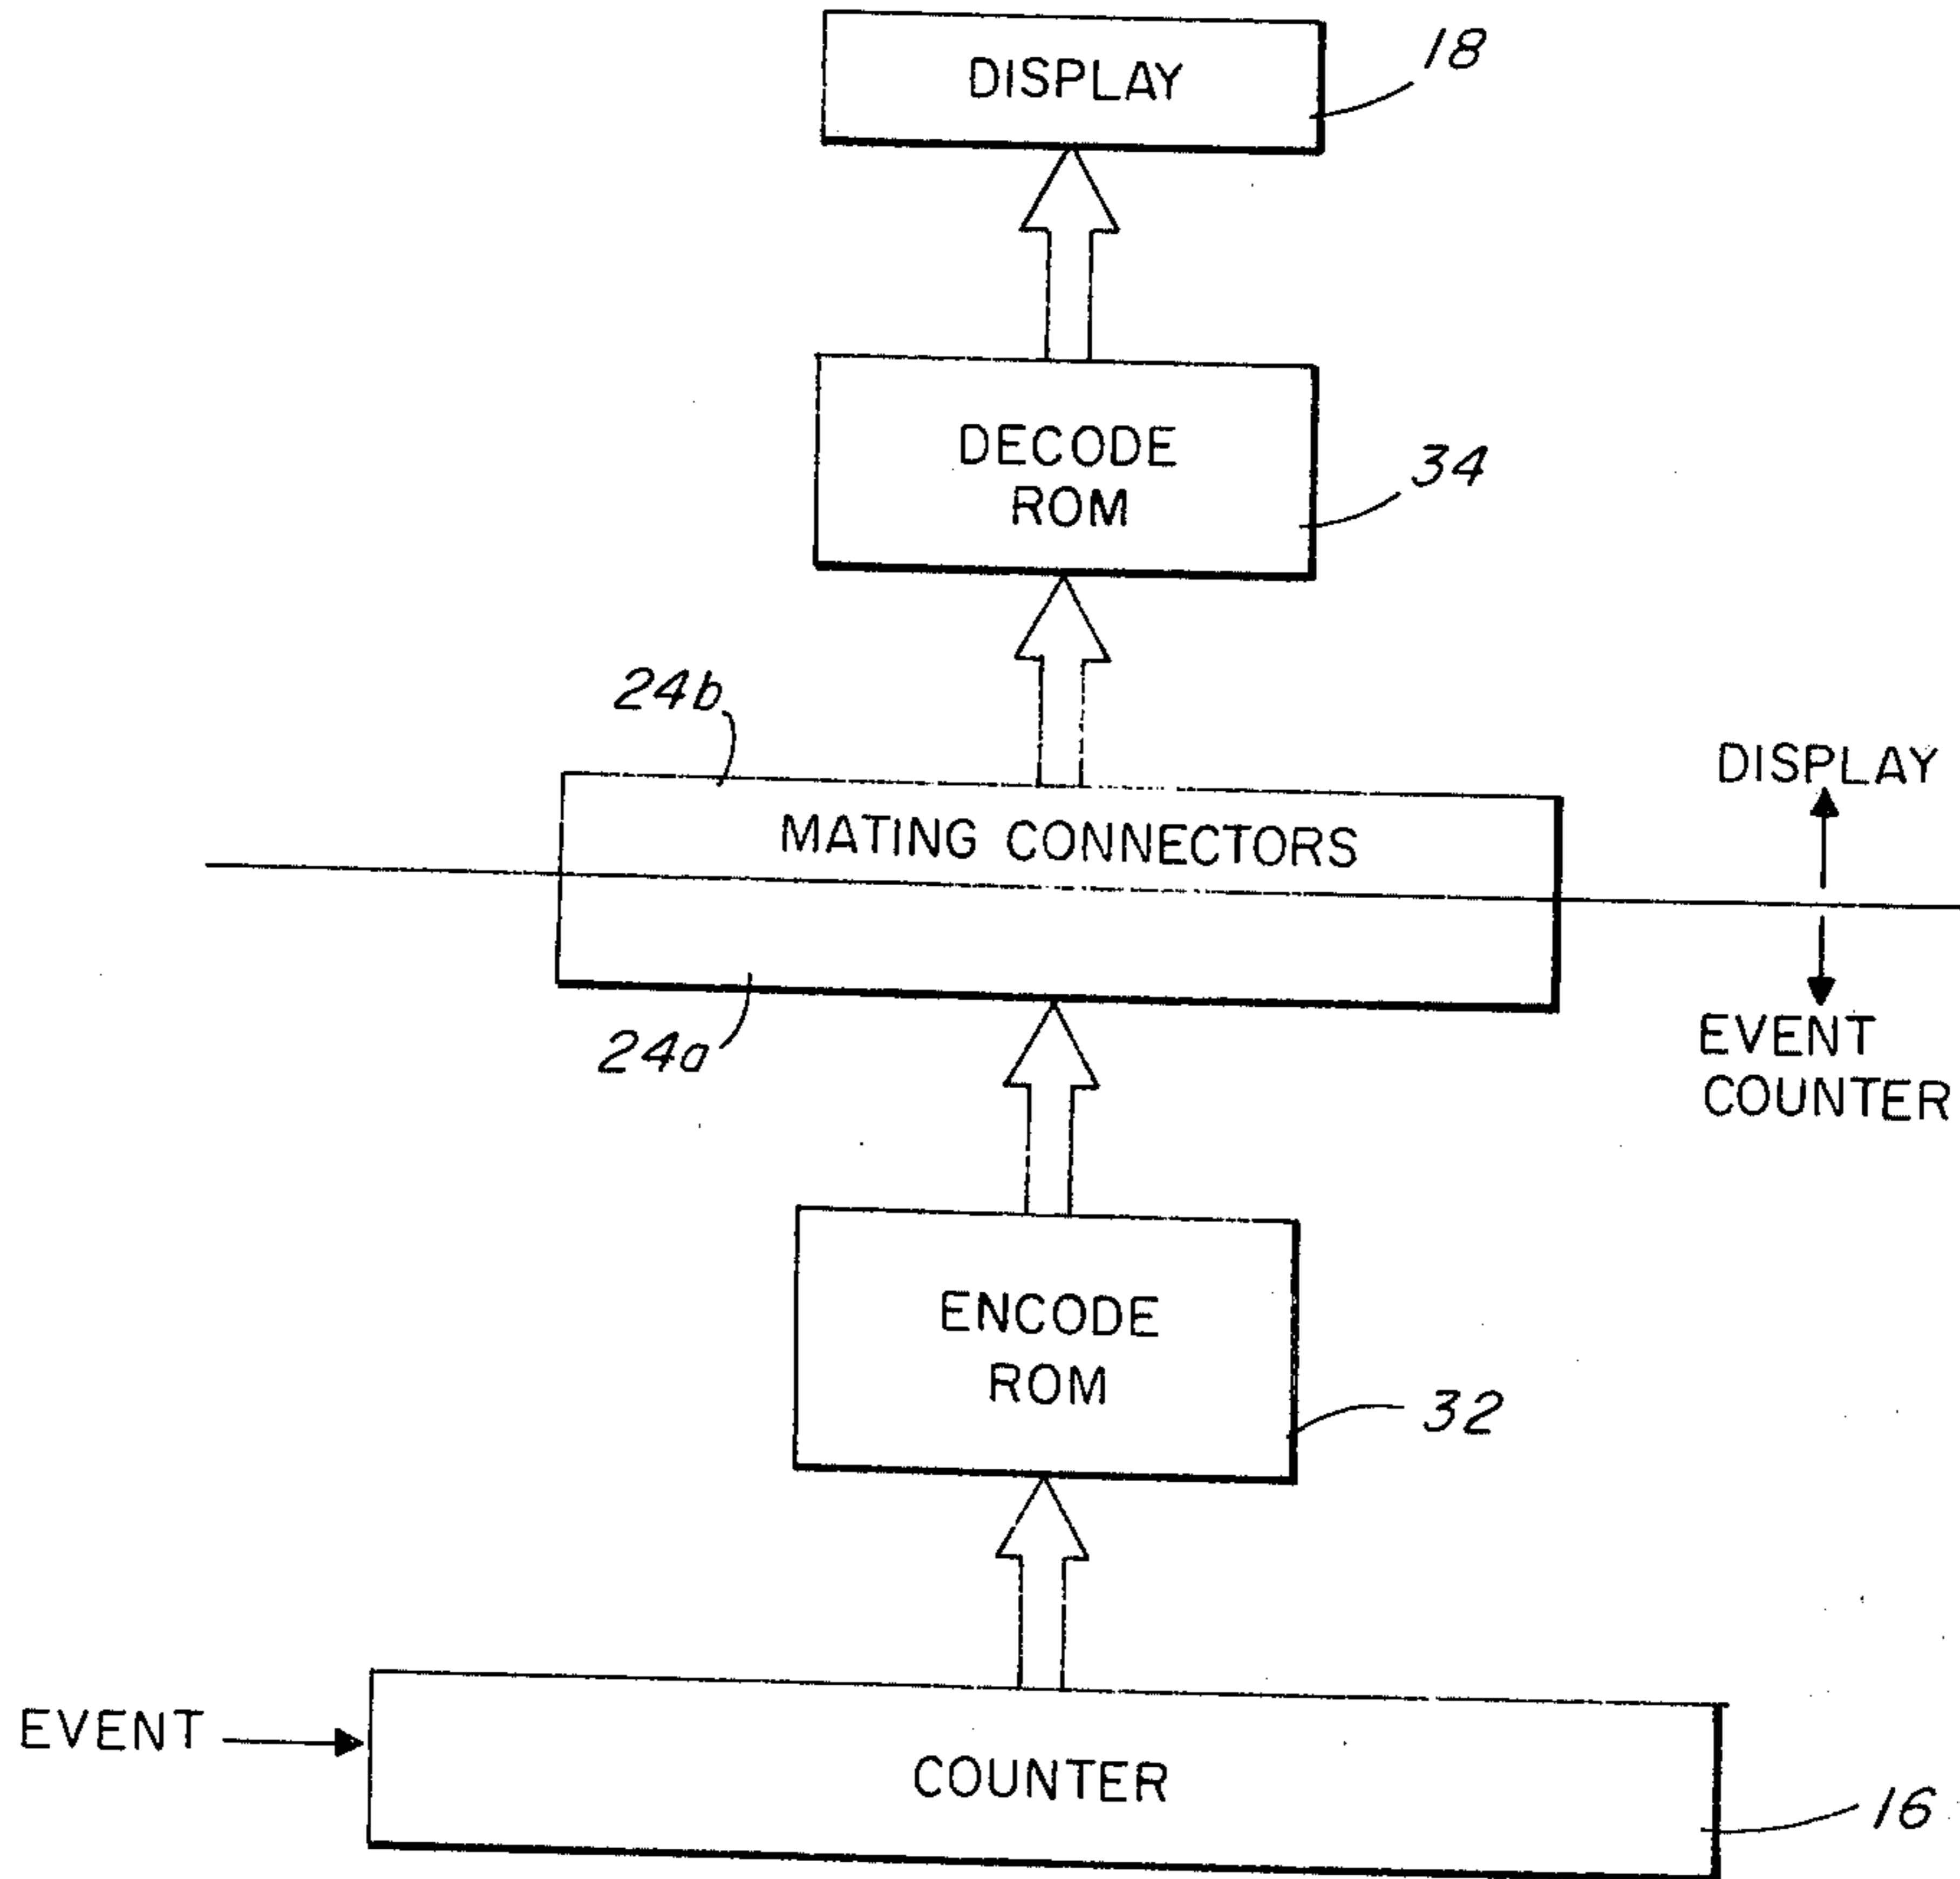 18
DISPLAY
DECODE
ROM
34
24b
DISPLAY
MATING CONNECTORS
24a
EVENT
COUNTER
ENCODE
ROM
32
EVENT
COUNTER
16